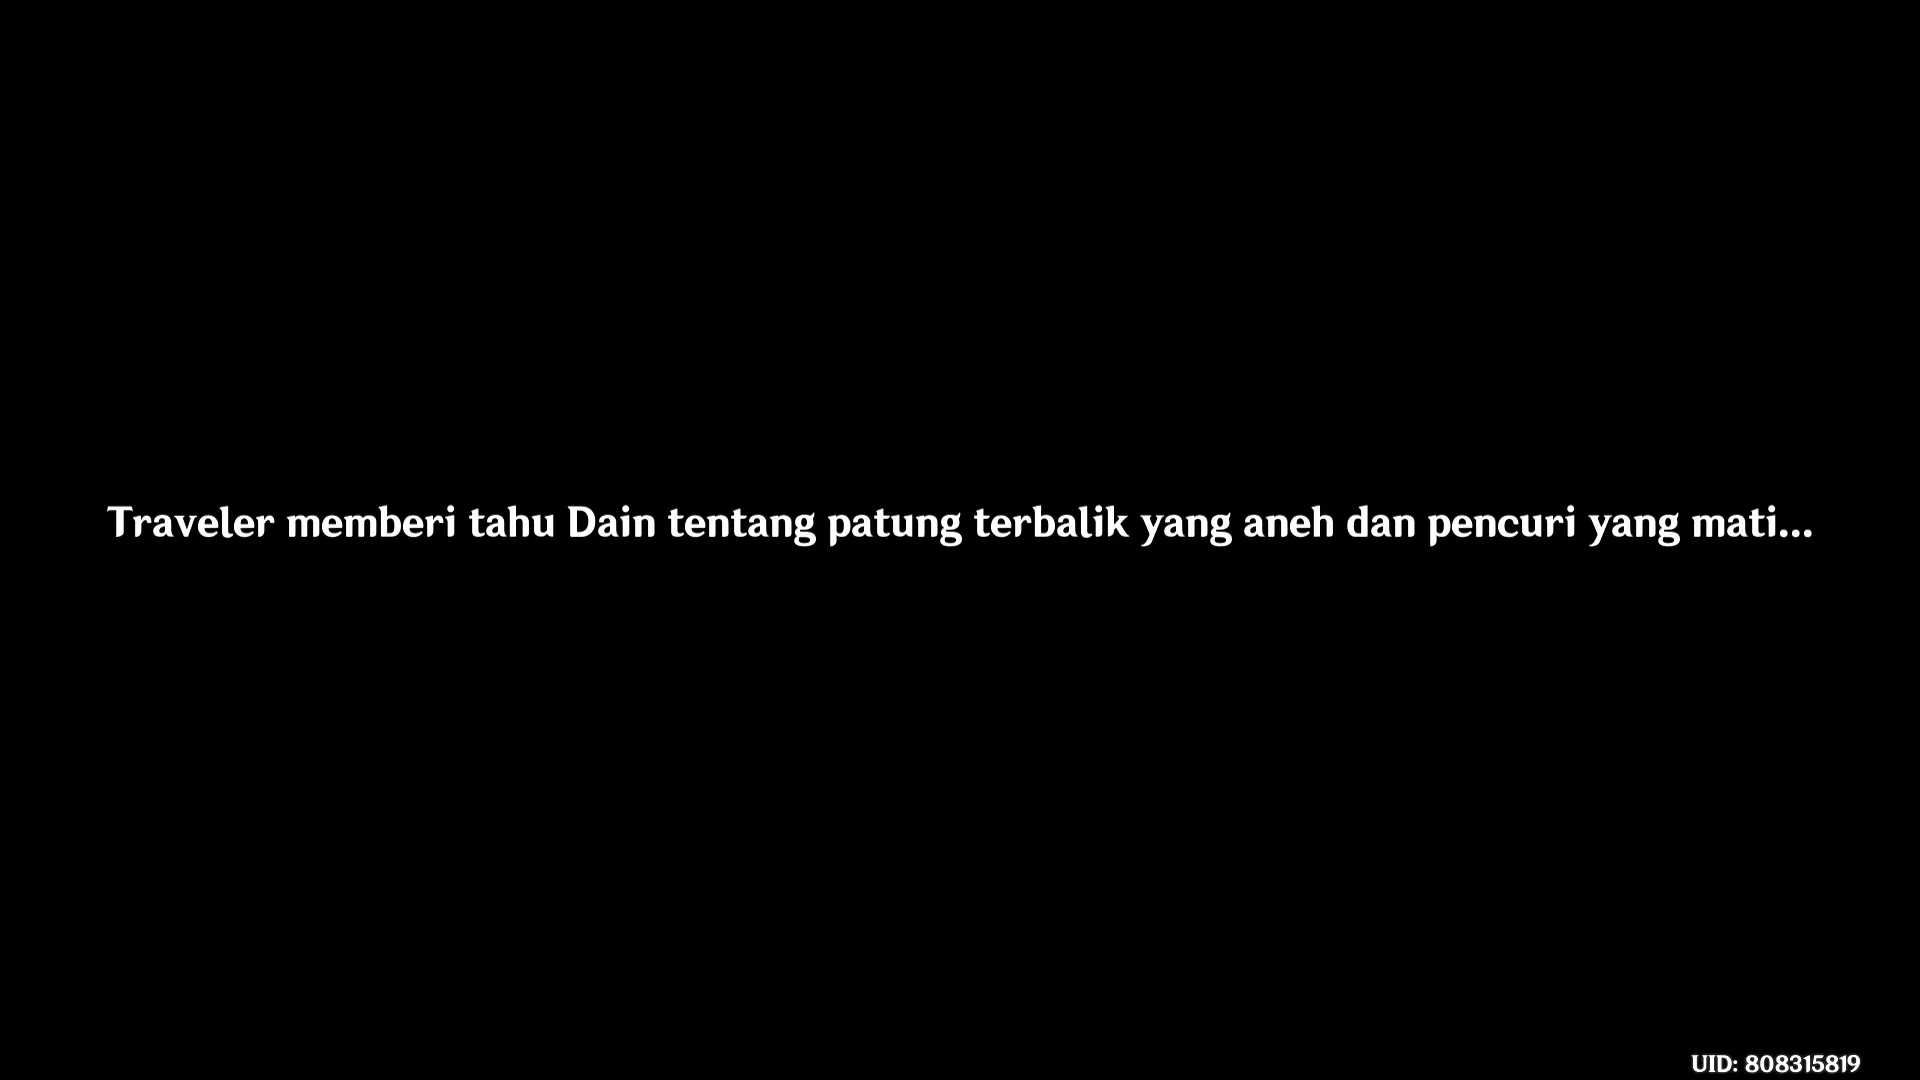 Traveler memberi tahu Dain tentang patung terbalik yang aneh dan pencuri yang mati...
UID: 808315819